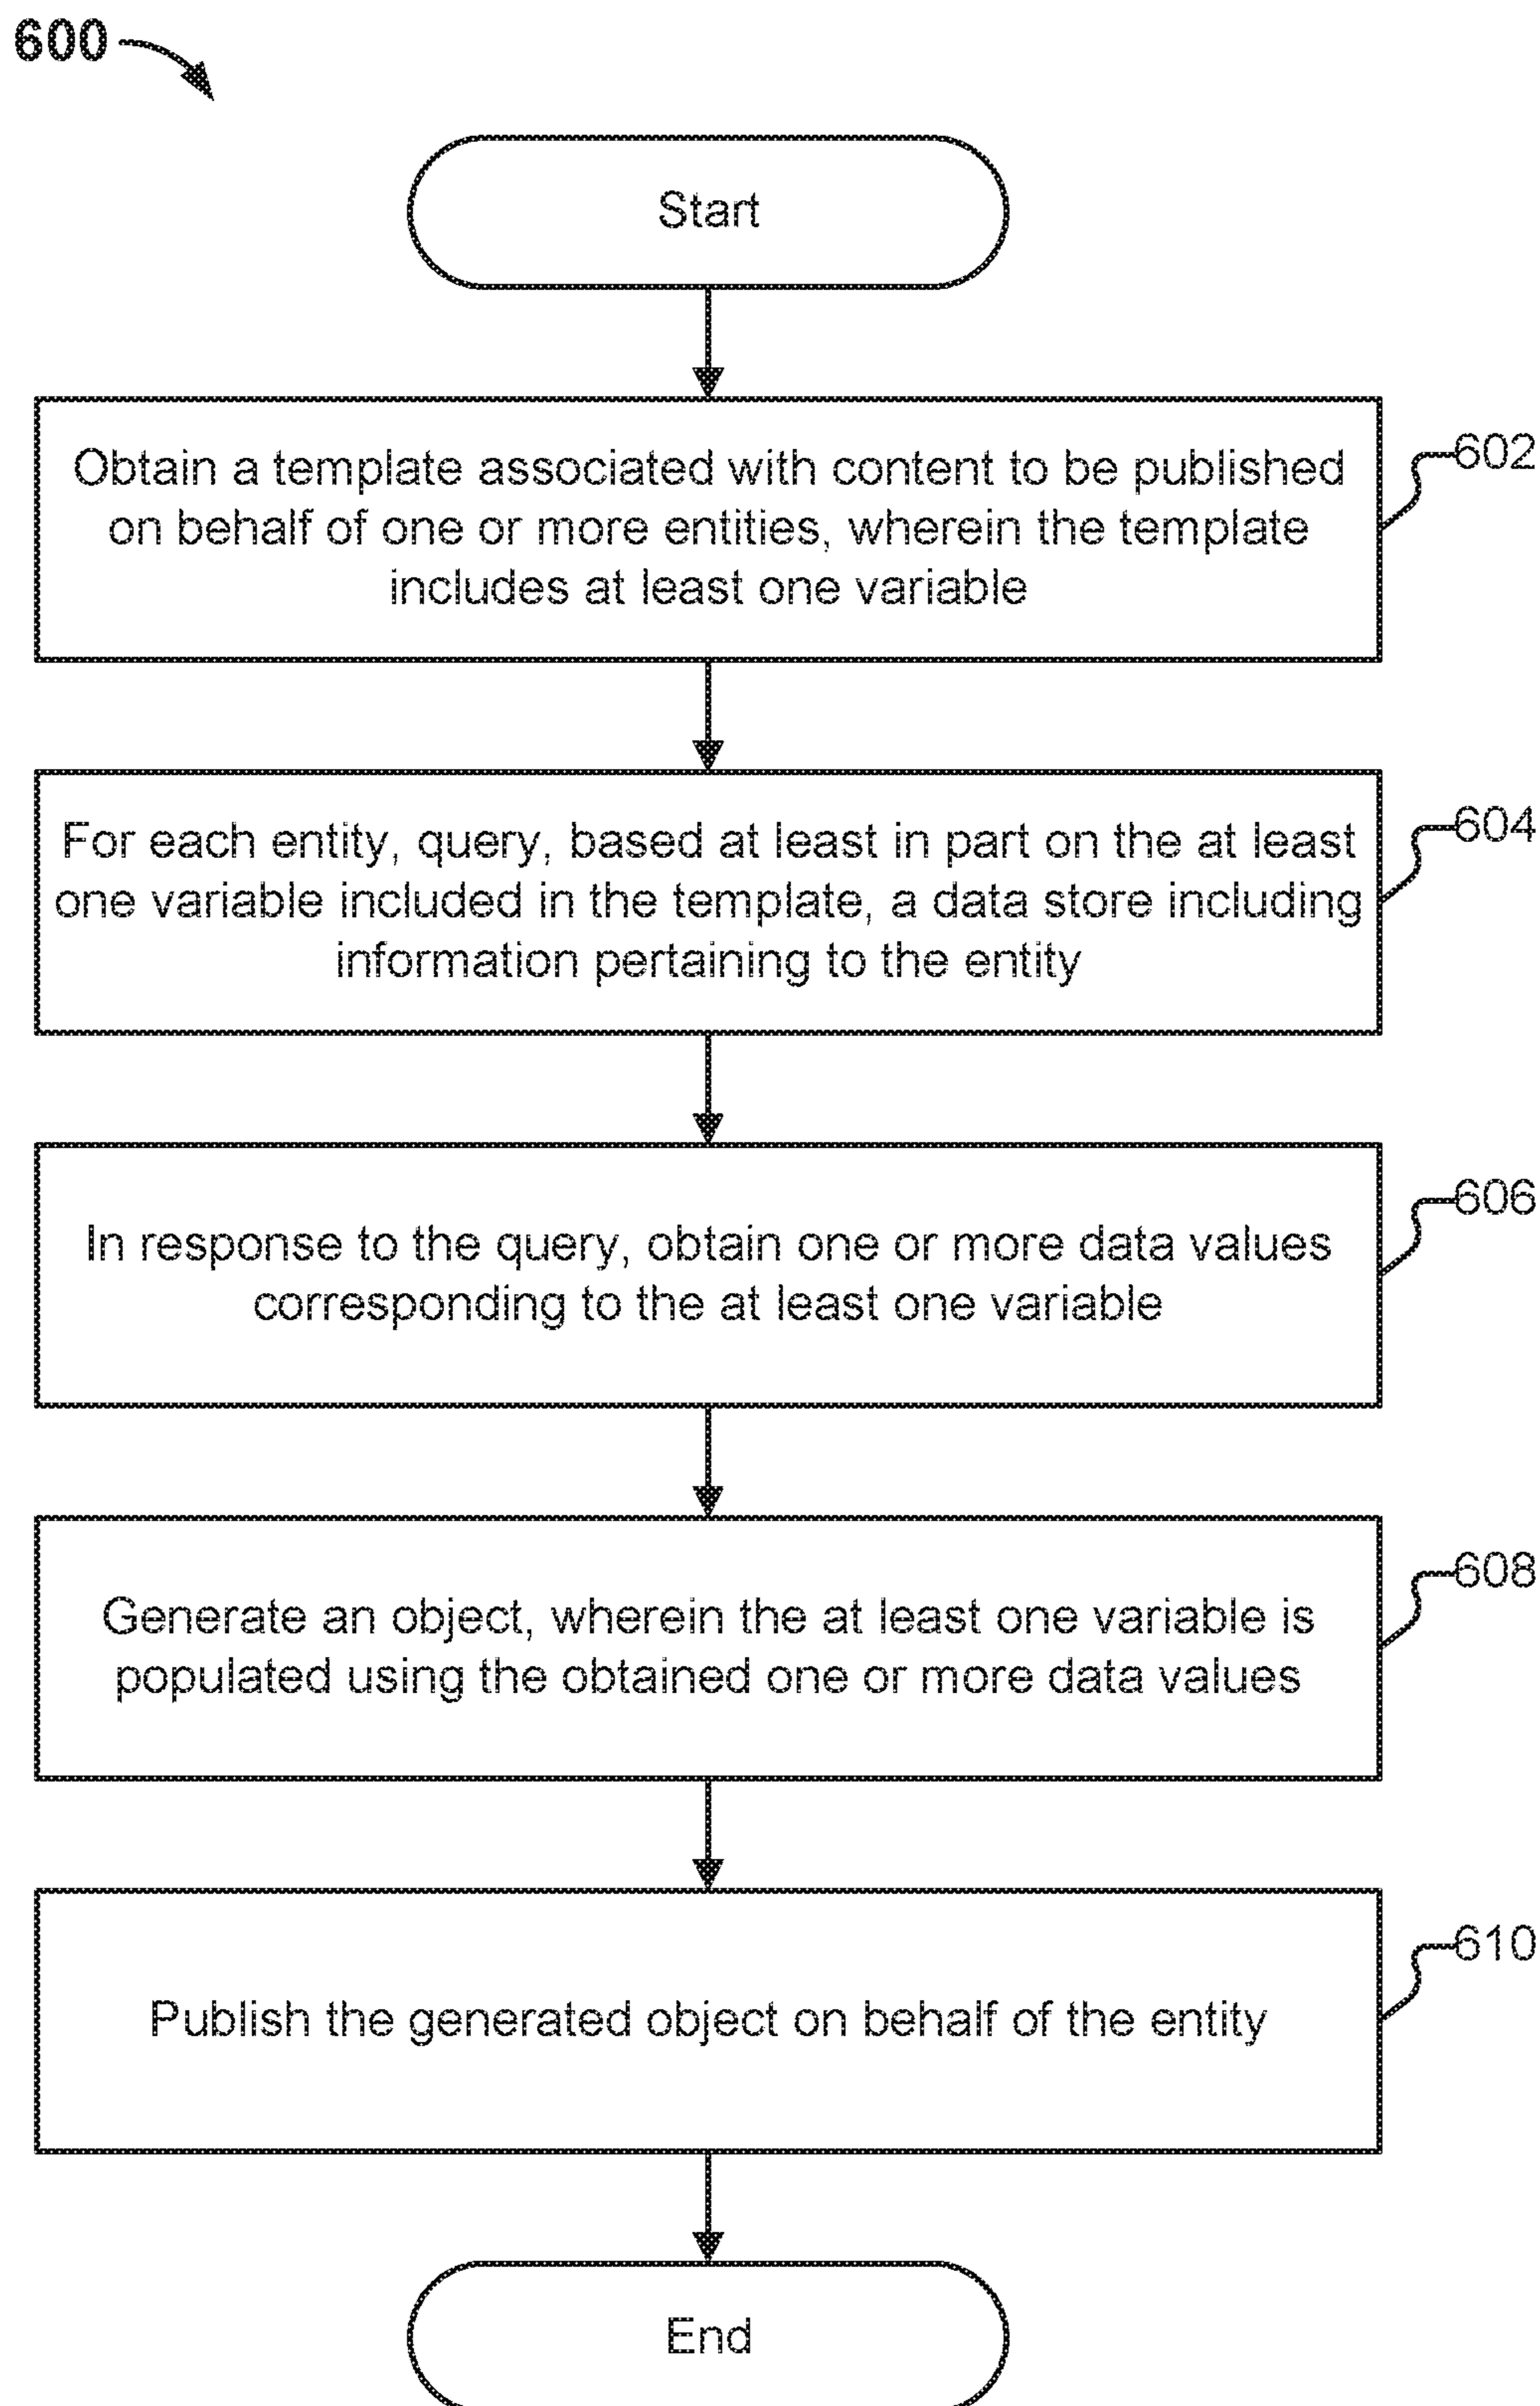 600
Start
Obtain a template associated with content to be published
on behalf of one or more entities, wherein the template
includes at least one variable
602
For each entity, query, based at least in part on the at least
one variable included in the template, a data store including
information pertaining to the entity
604
In response to the query, obtain one or more data values
corresponding to the at least one variable
606
Generate an object, wherein the at least one variable is
populated using the obtained one or more data values
608
Publish the generated object on behalf of the entity
610
End